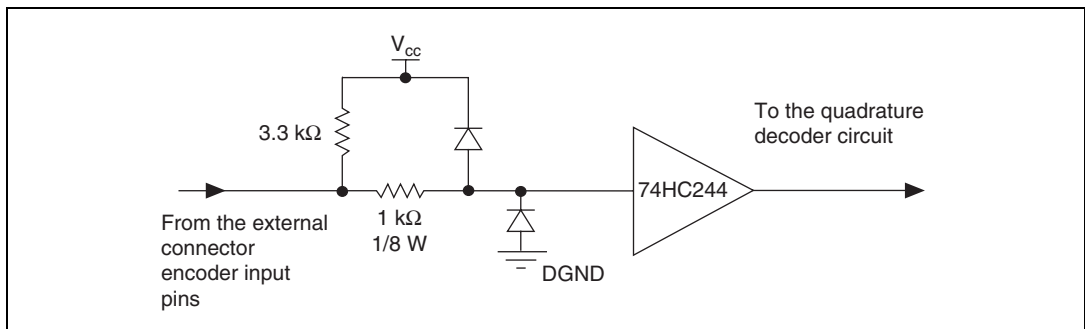 Vcc
3.3 kΩ
To the quadrature
decoder circuit
74HC244
From the external
connector
encoder input
pins
1 kΩ
1/8 W
DGND